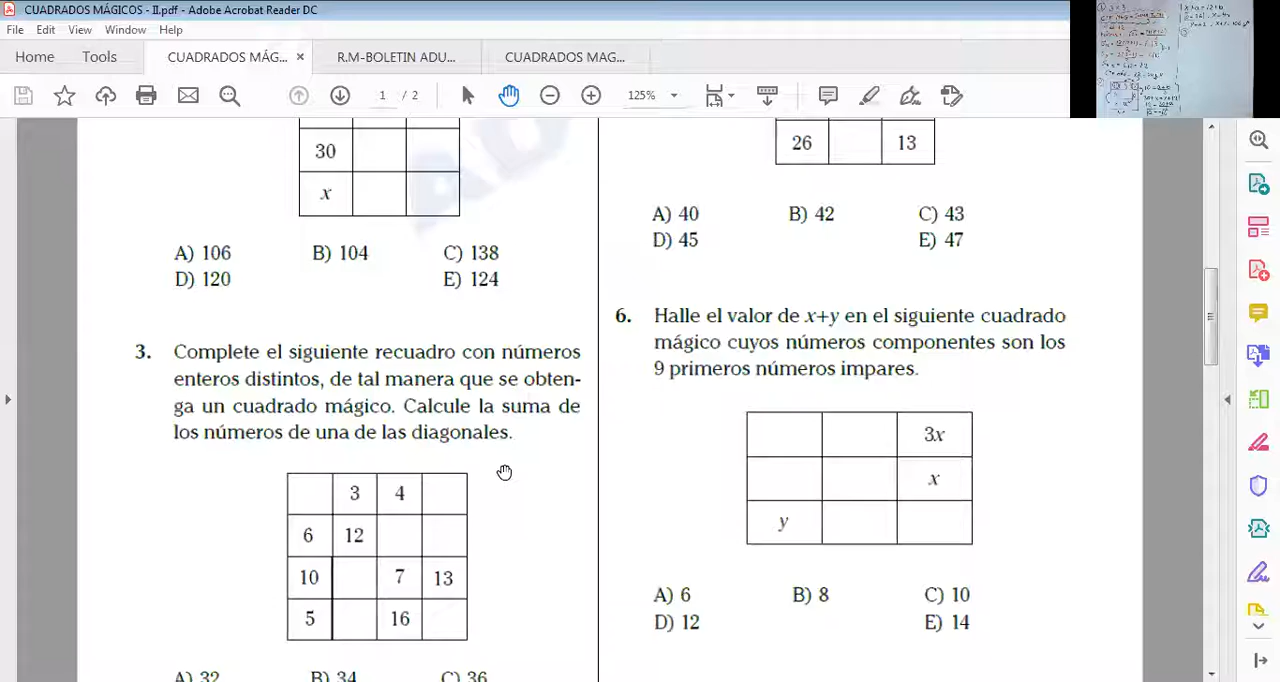 CUADRADOS MÁGICOS - II.pdf - Adobe Acrobat Reader DC
File Edit View Window Help
Home Tools CUADRADOS MÁG... × R.M-BOLETIN ADU... CUADRADOS MAG...
1 / 2 125%
30
x
A) 106 B) 104 C) 138
D) 120 E) 124
3. Complete el siguiente recuadro con números
enteros distintos, de tal manera que se obten-
ga un cuadrado mágico. Calcule la suma de
los números de una de las diagonales.
3 4
6 12
10 7 13
5 16
A) 32 B) 34 C) 36
26 13
A) 40 B) 42 C) 43
D) 45 E) 47
6. Halle el valor de x+y en el siguiente cuadrado
mágico cuyos números componentes son los
9 primeros números impares.
3x
x
y
A) 6 B) 8 C) 10
D) 12 E) 14